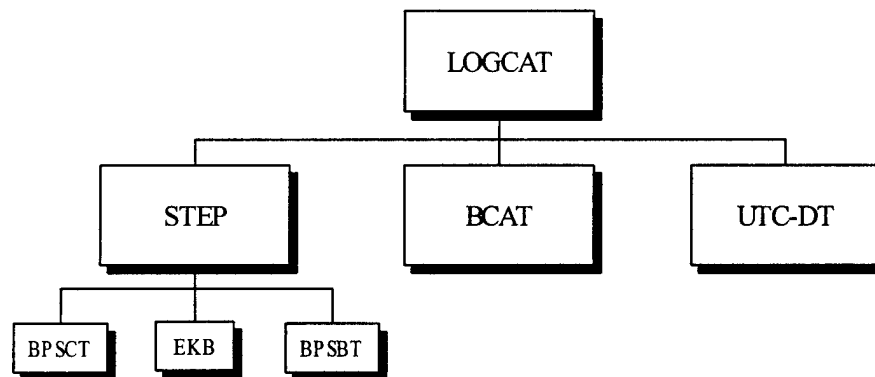 LOGCAT
STEP
BCAT
UTC-DT
BPSCT
EKB
BPSBT